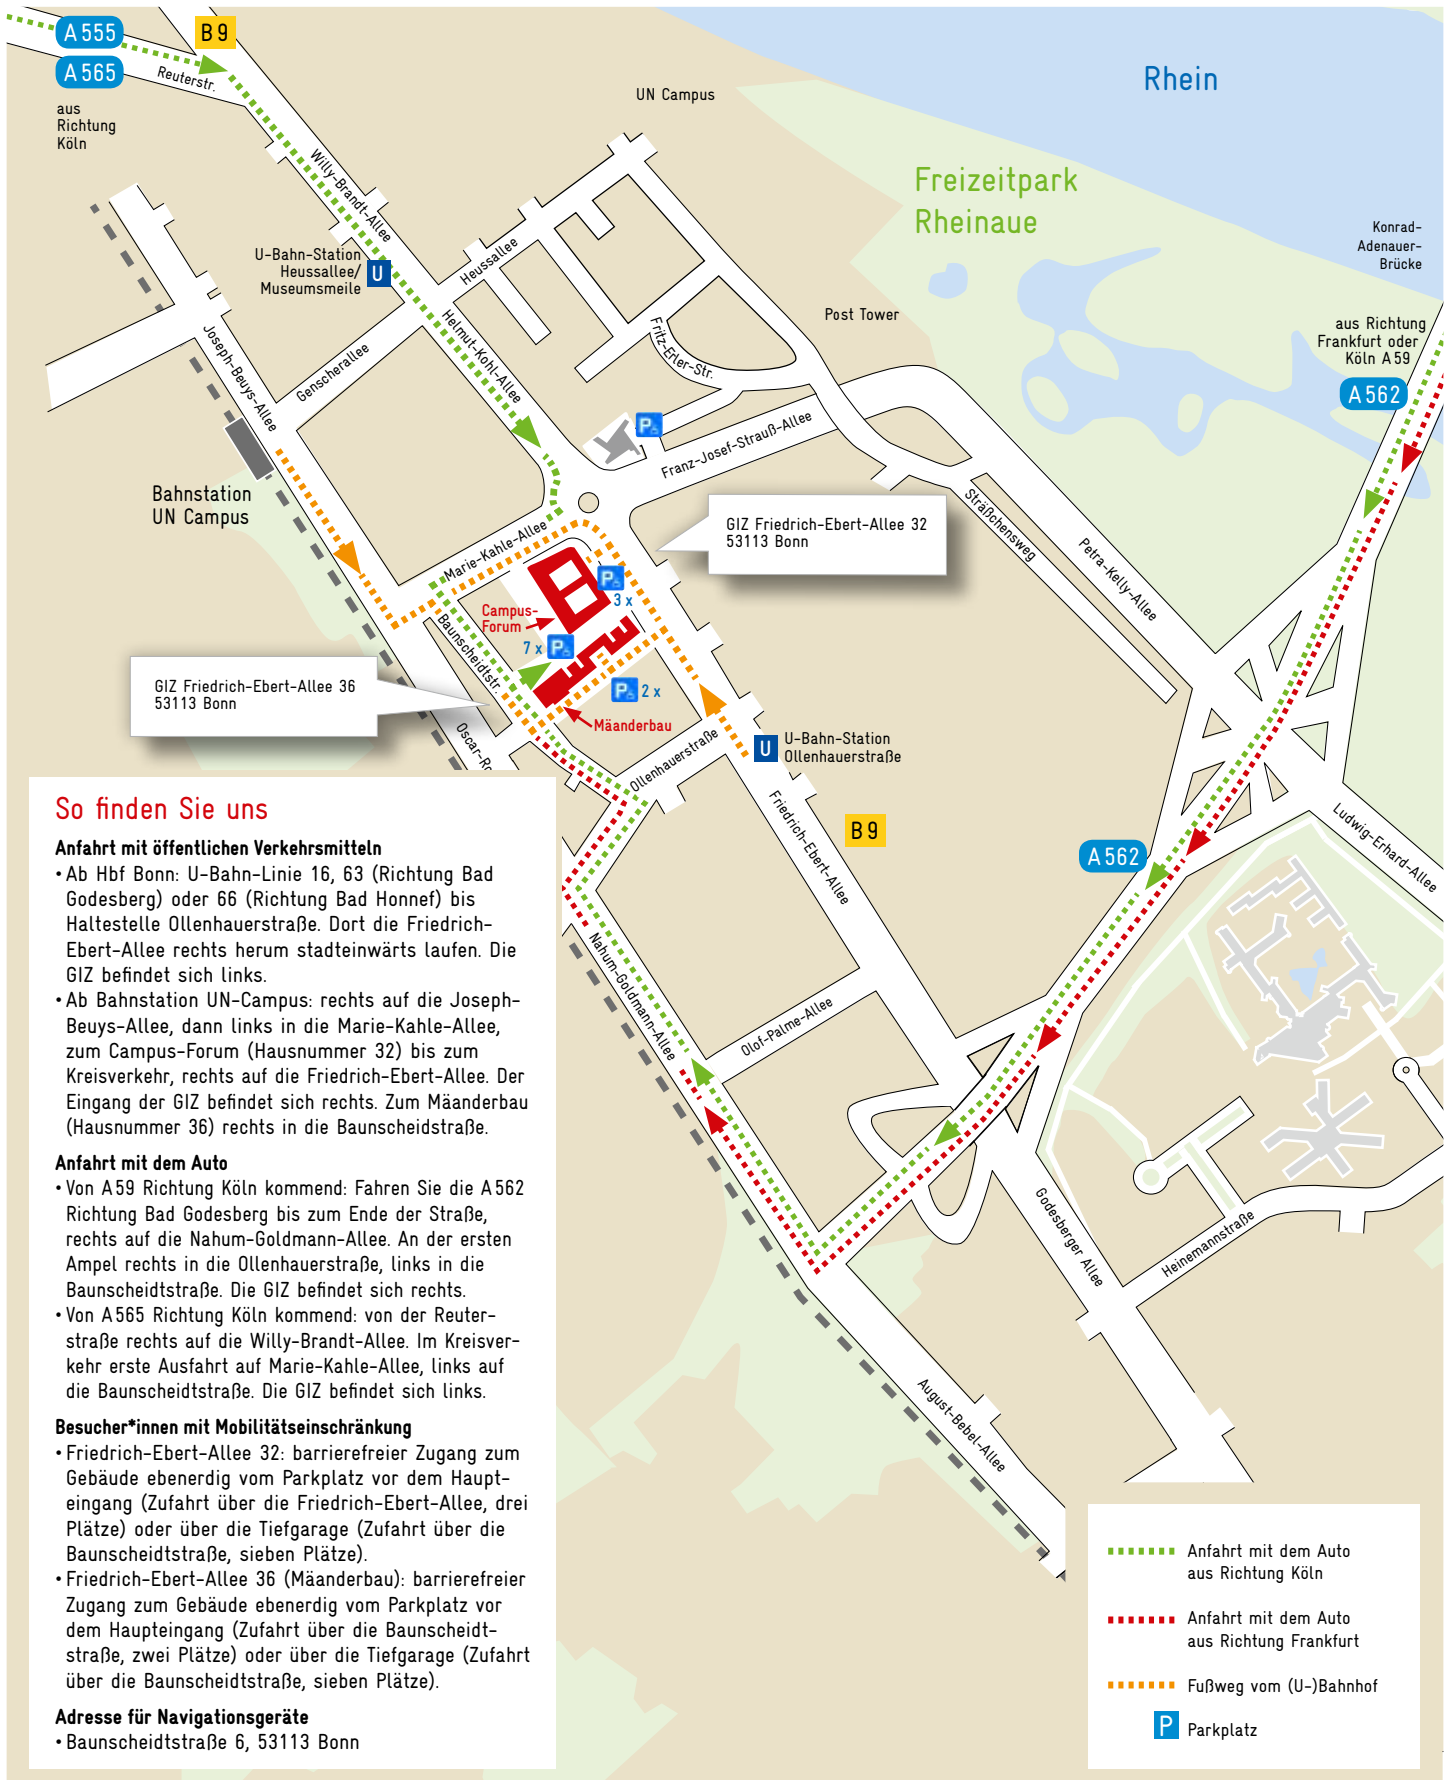 A 555
B 9
A 565
Reuterstr.
aus
Richtung
Köln
UN Campus
Rhein
Freizeitpark
Rheinaue
Willy-Brandt-Allee
Konrad-
Adenauer-
Brücke
U-Bahn-Station
Heussallee/
Museumsmeile
U
Heussallee
Post Tower
aus Richtung
Frankfurt oder
Köln A 59
A 562
Joseph-Beuys-Allee
Genscherallee
Helmut-Kohl-Allee
Fritz-Erler-Str.
P
Franz-Josef-Strauß-Allee
Bahnstation
UN Campus
Marie-Kahle-Allee
GIZ Friedrich-Ebert-Allee 32
53113 Bonn
Sträßchensweg
Petra-Kelly-Allee
P
3 x
Campus-
Forum
7 x P
Baunscheidtstr.
GIZ Friedrich-Ebert-Allee 36
53113 Bonn
P 2 x
Mäanderbau
Oscar-Ro
Ollenhauerstraße
U
U-Bahn-Station
Ollenhauerstraße
Friedrich-Ebert-Allee
B 9
A 562
Ludwig-Erhard-Allee
Nahum-Goldmann-Allee
Olof-Palme-Allee
Godesberger Allee
Heinemannstraße
August-Bebel-Allee
So finden Sie uns
Anfahrt mit öffentlichen Verkehrsmitteln
• Ab Hbf Bonn: U-Bahn-Linie 16, 63 (Richtung Bad
Godesberg) oder 66 (Richtung Bad Honnef) bis
Haltestelle Ollenhauerstraße. Dort die Friedrich-
Ebert-Allee rechts herum stadteinwärts laufen. Die
GIZ befindet sich links.
• Ab Bahnstation UN-Campus: rechts auf die Joseph-
Beuys-Allee, dann links in die Marie-Kahle-Allee,
zum Campus-Forum (Hausnummer 32) bis zum
Kreisverkehr, rechts auf die Friedrich-Ebert-Allee. Der
Eingang der GIZ befindet sich rechts. Zum Mäanderbau
(Hausnummer 36) rechts in die Baunscheidstraße.
Anfahrt mit dem Auto
• Von A 59 Richtung Köln kommend: Fahren Sie die A 562
Richtung Bad Godesberg bis zum Ende der Straße,
rechts auf die Nahum-Goldmann-Allee. An der ersten
Ampel rechts in die Ollenhauerstraße, links in die
Baunscheidtstraße. Die GIZ befindet sich rechts.
• Von A 565 Richtung Köln kommend: von der Reuter-
straße rechts auf die Willy-Brandt-Allee. Im Kreisver-
kehr erste Ausfahrt auf Marie-Kahle-Allee, links auf
die Baunscheidtstraße. Die GIZ befindet sich links.
Besucher*innen mit Mobilitätseinschränkung
• Friedrich-Ebert-Allee 32: barrierefreier Zugang zum
Gebäude ebenerdig vom Parkplatz vor dem Haupt-
eingang (Zufahrt über die Friedrich-Ebert-Allee, drei
Plätze) oder über die Tiefgarage (Zufahrt über die
Baunscheidtstraße, sieben Plätze).
• Friedrich-Ebert-Allee 36 (Mäanderbau): barrierefreier
Zugang zum Gebäude ebenerdig vom Parkplatz vor
dem Haupteingang (Zufahrt über die Baunscheidt-
straße, zwei Plätze) oder über die Tiefgarage (Zufahrt
über die Baunscheidtstraße, sieben Plätze).
Adresse für Navigationsgeräte
• Baunscheidtstraße 6, 53113 Bonn
Anfahrt mit dem Auto
aus Richtung Köln
Anfahrt mit dem Auto
aus Richtung Frankfurt
Fußweg vom (U-)Bahnhof
P Parkplatz